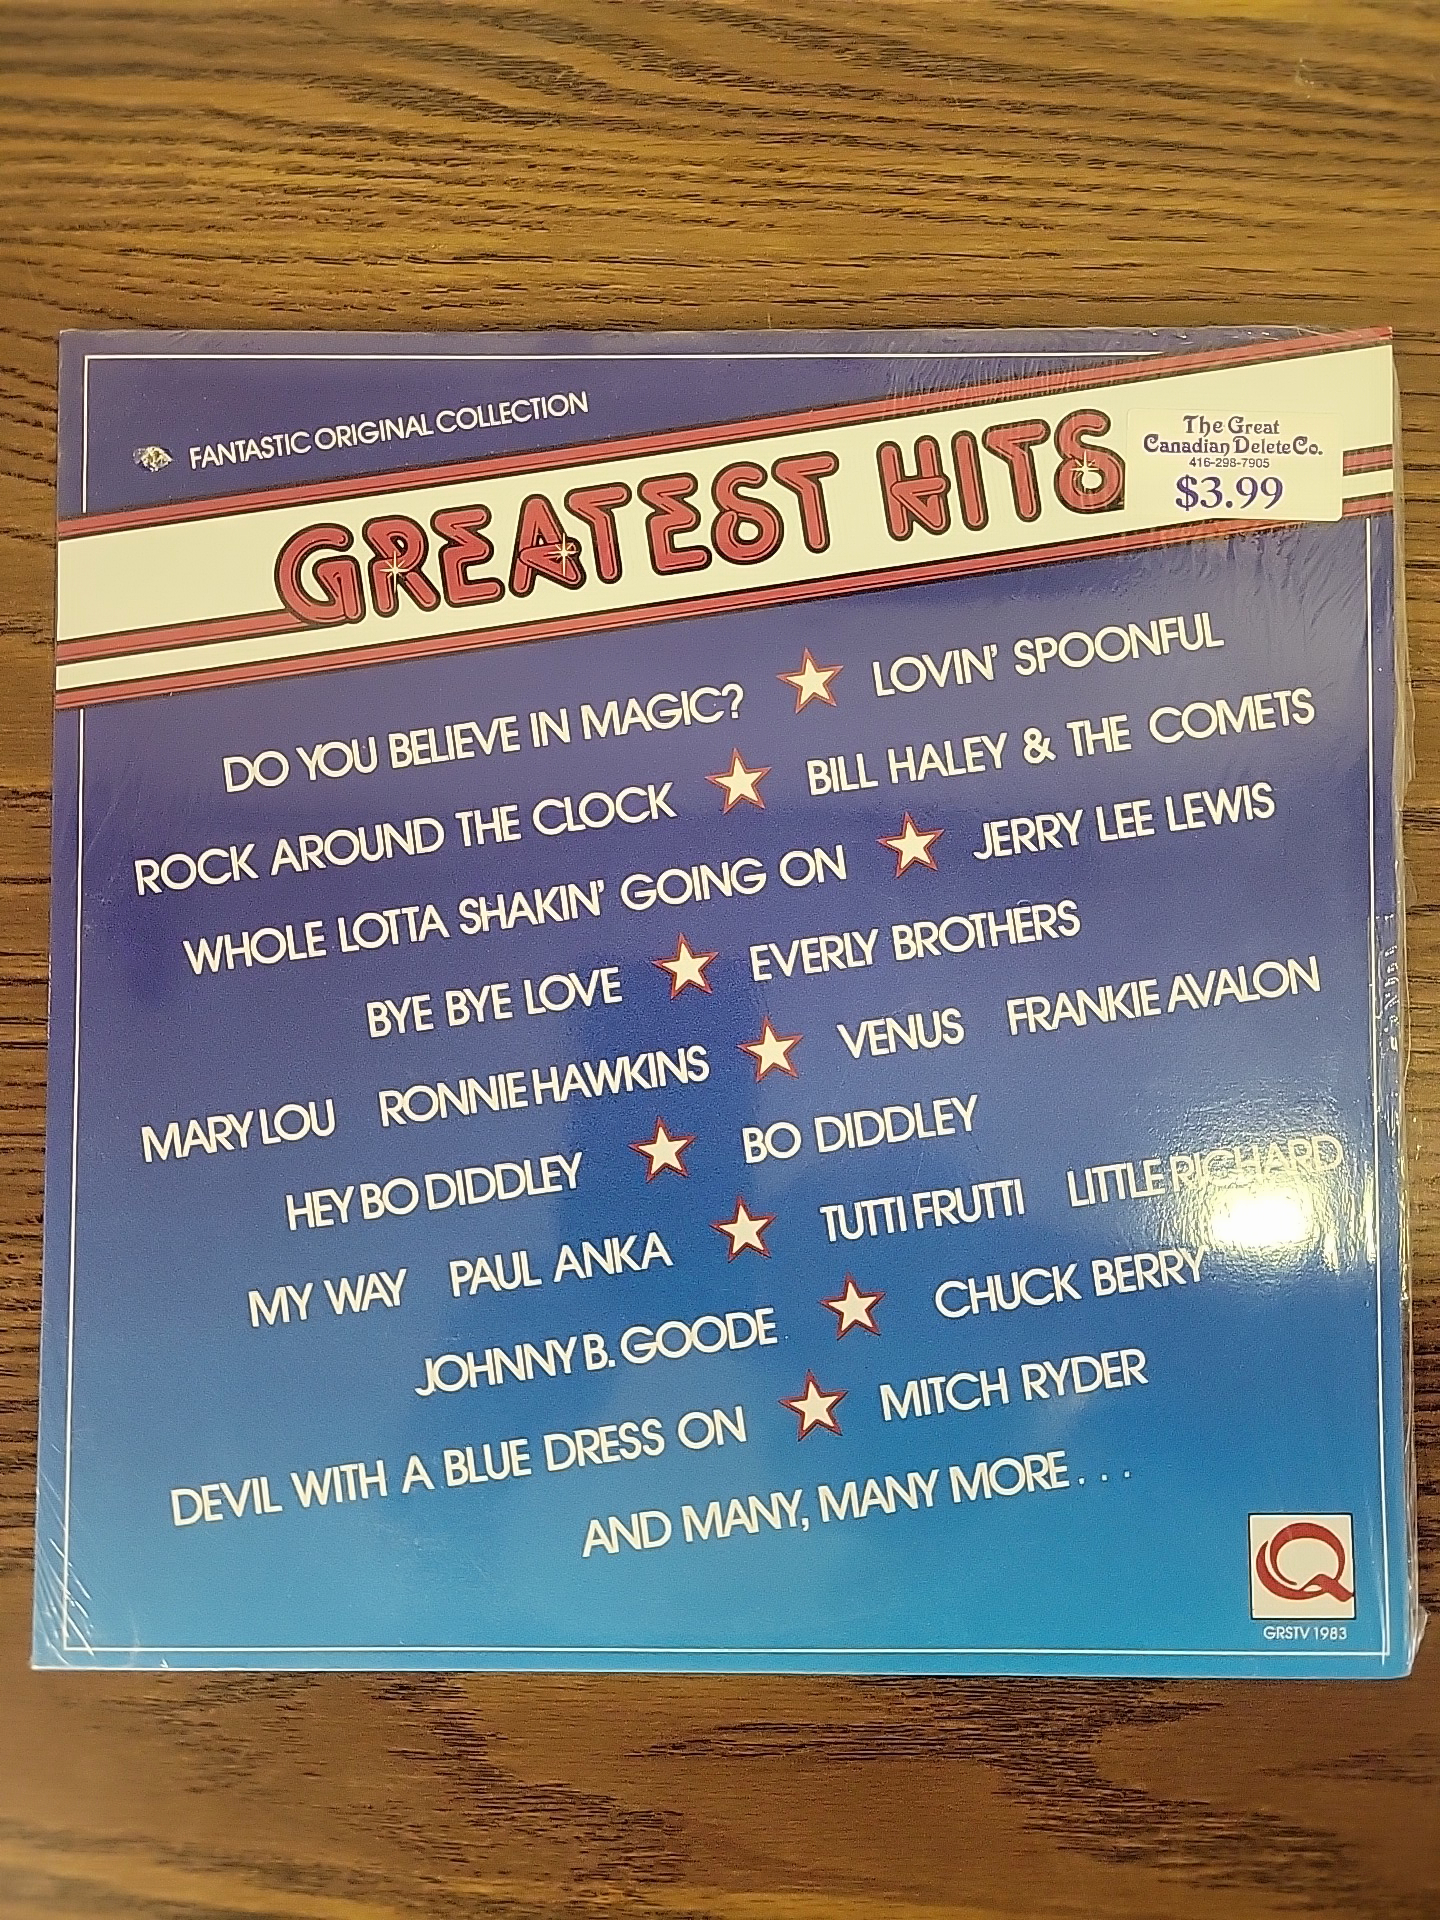 FANTASTIC ORIGINAL COLLECTION
GREATEST HITS
The Great
Canadian Delete Co.
416-298-7905
$3.99
DO YOU BELIEVE IN MAGIC? LOVIN' SPOONFUL
ROCK AROUND THE CLOCK BILL HALEY & THE COMETS
WHOLE LOTTA SHAKIN' GOING ON JERRY LEE LEWIS
BYE BYE LOVE EVERLY BROTHERS
MARY LOU RONNIE HAWKINS VENUS FRANKIE AVALON
HEY BO DIDDLEY BO DIDDLEY
MY WAY PAUL ANKA TUTTI FRUTTI LITTLE RICHARD
JOHNNY B. GOODE CHUCK BERRY
DEVIL WITH A BLUE DRESS ON MITCH RYDER
AND MANY, MANY MORE . . .
Q
GRSTV 1983